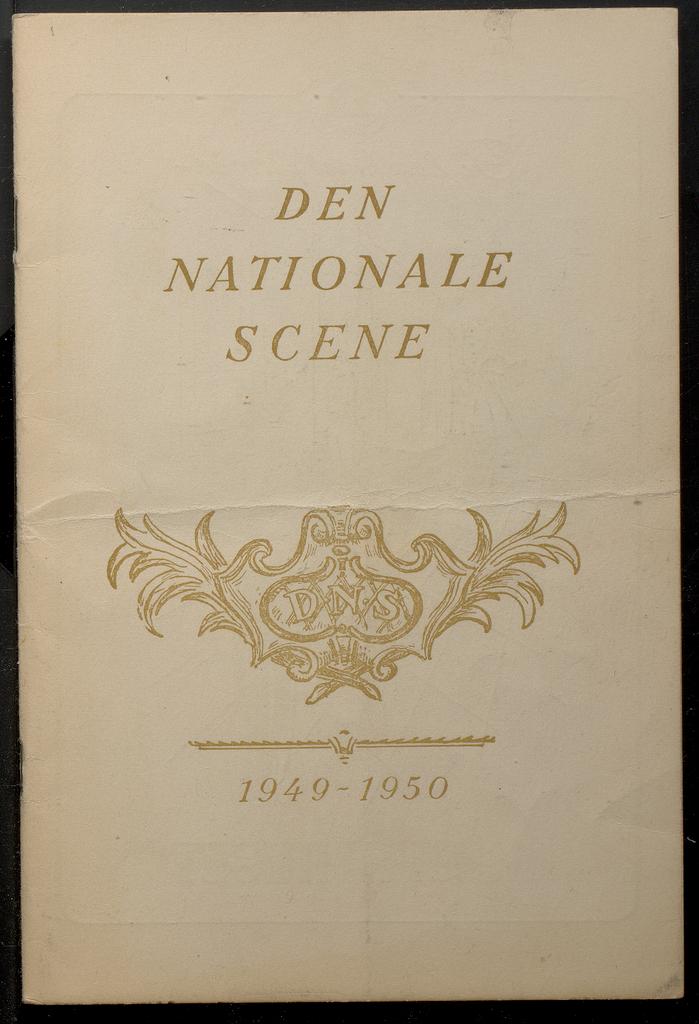 DEN
NATIONALE
SCENE
DNS
1949-1950